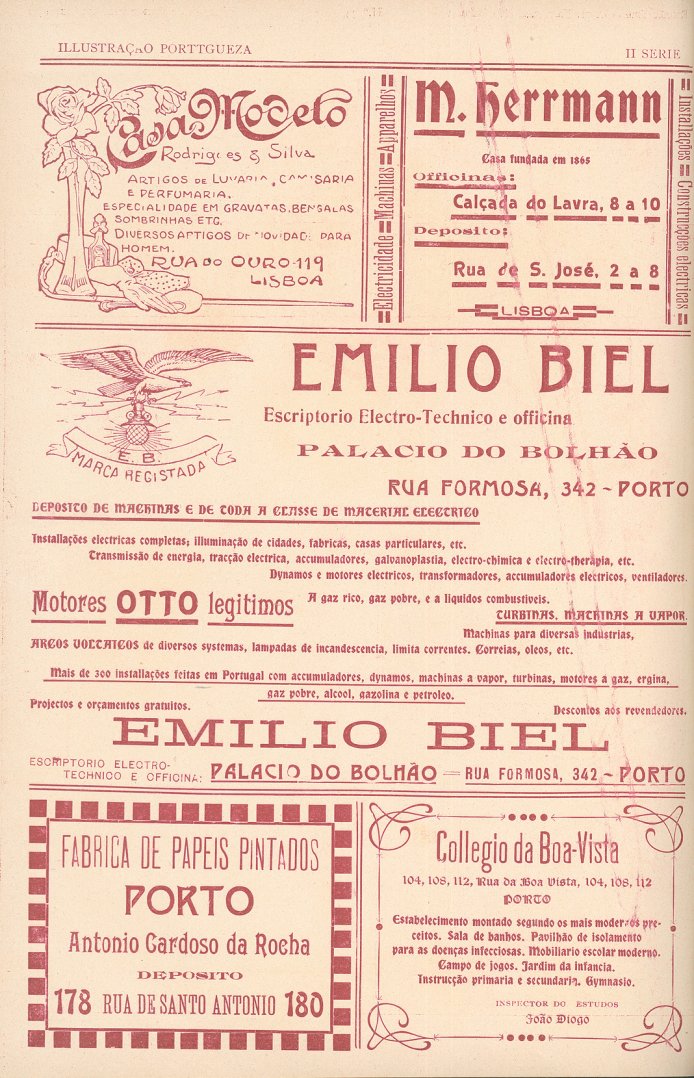 ILLUSTRAÇÃO PORTTGUEZA
II SERIE
Casa Modelo
Rodrigues & Silva
ARTIGOS DE LUVARIA, CAMISARIA
E PERFUMARIA.
ESPECIALIDADE EM GRAVATAS, BENGALAS
SOMBRINHAS ETC.
DIVERSOS ARTIGOS DE NOVIDADE PARA
HOMEM.
RUA DO OURO-119
LISBOA
Electricidade = Machinas = Apparelhos =
M. Herrmann
Casa fundada em 1865
Officinas:
Calçada do Lavra, 8 a 10
Deposito:
Rua de S. José, 2 a 8
LISBOA
= Installações = Construcções electricas =
E. B.
MARCA REGISTADA
EMILIO BIEL
Escriptorio Electro-Technico e officina
PALACIO DO BOLHÃO
RUA FORMOSA, 342 ~ PORTO
DEPOSITO DE MACHINAS E DE TODA A CLASSE DE MATERIAL ELECTRICO
Installações electricas completas; illuminação de cidades, fabricas, casas particulares, etc.
Transmissão de energia, tracção electrica, accumuladores, galvanoplastia, electro-chimica e electro-therapia, etc.
Dynamos e motores electricos, transformadores, accumuladores electricos, ventiladores.
Motores OTTO legitimos
A gaz rico, gaz pobre, e a liquidos combustiveis.
TURBINAS. MACHINAS A VAPOR.
Machinas para diversas industrias,
ARCOS VOLTAICOS de diversos systemas, lampadas de incandescencia, limita correntes. Correias, oleos, etc.
Mais de 300 installações feitas em Portugal com accumuladores, dynamos, machinas a vapor, turbinas, motores a gaz, ergina,
gaz pobre, alcool, gazolina e petroleo.
Projectos e orçamentos gratuitos.
Descontos aos revendedores.
EMILIO BIEL
ESCRIPTORIO ELECTRO-
TECHNICO E OFFICINA:
PALACIO DO BOLHÃO = RUA FORMOSA, 342 ~ PORTO
FABRICA DE PAPEIS PINTADOS
PORTO
Antonio Cardoso da Rocha
DEPOSITO
178 RUA DE SANTO ANTONIO 180
Collegio da Boa-Vista
104, 108, 112, Rua da Boa Vista, 104, 108, 112
PORTO
Estabelecimento montado segundo os mais modernos pre-
ceitos. Sala de banhos. Pavilhão de isolamento
para as doenças infecciosas. Mobiliario escolar moderno.
Campo de jogos. Jardim da infancia.
Instrucção primaria e secundaria. Gymnasio.
INSPECTOR DO ESTUDOS
João Diogo